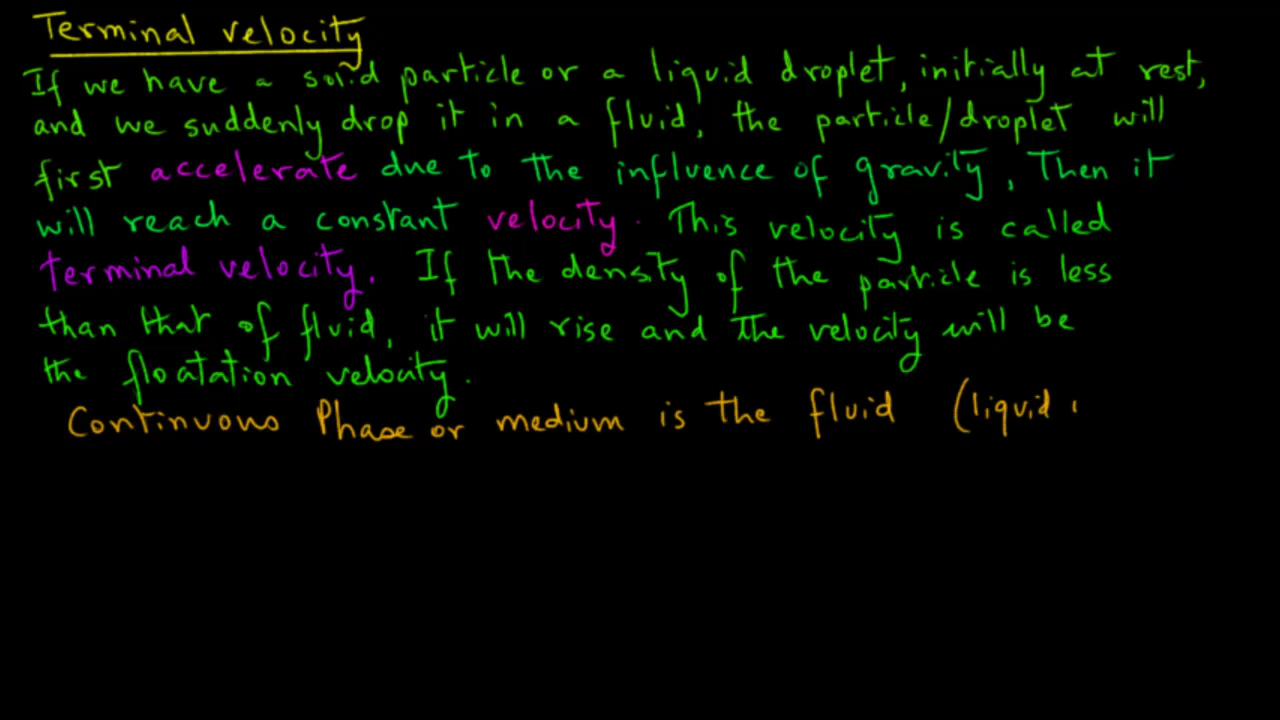 Terminal velocity
If we have a solid particle or a liquid droplet, initially at rest,
and we suddenly drop it in a fluid, the particle/droplet will
first accelerate due to the influence of gravity, Then it
will reach a constant velocity. This velocity is called
terminal velocity. If the density of the particle is less
than that of fluid, it will rise and the velocity will be
the floatation velocity.
Continuous Phase or medium is the fluid (liquid